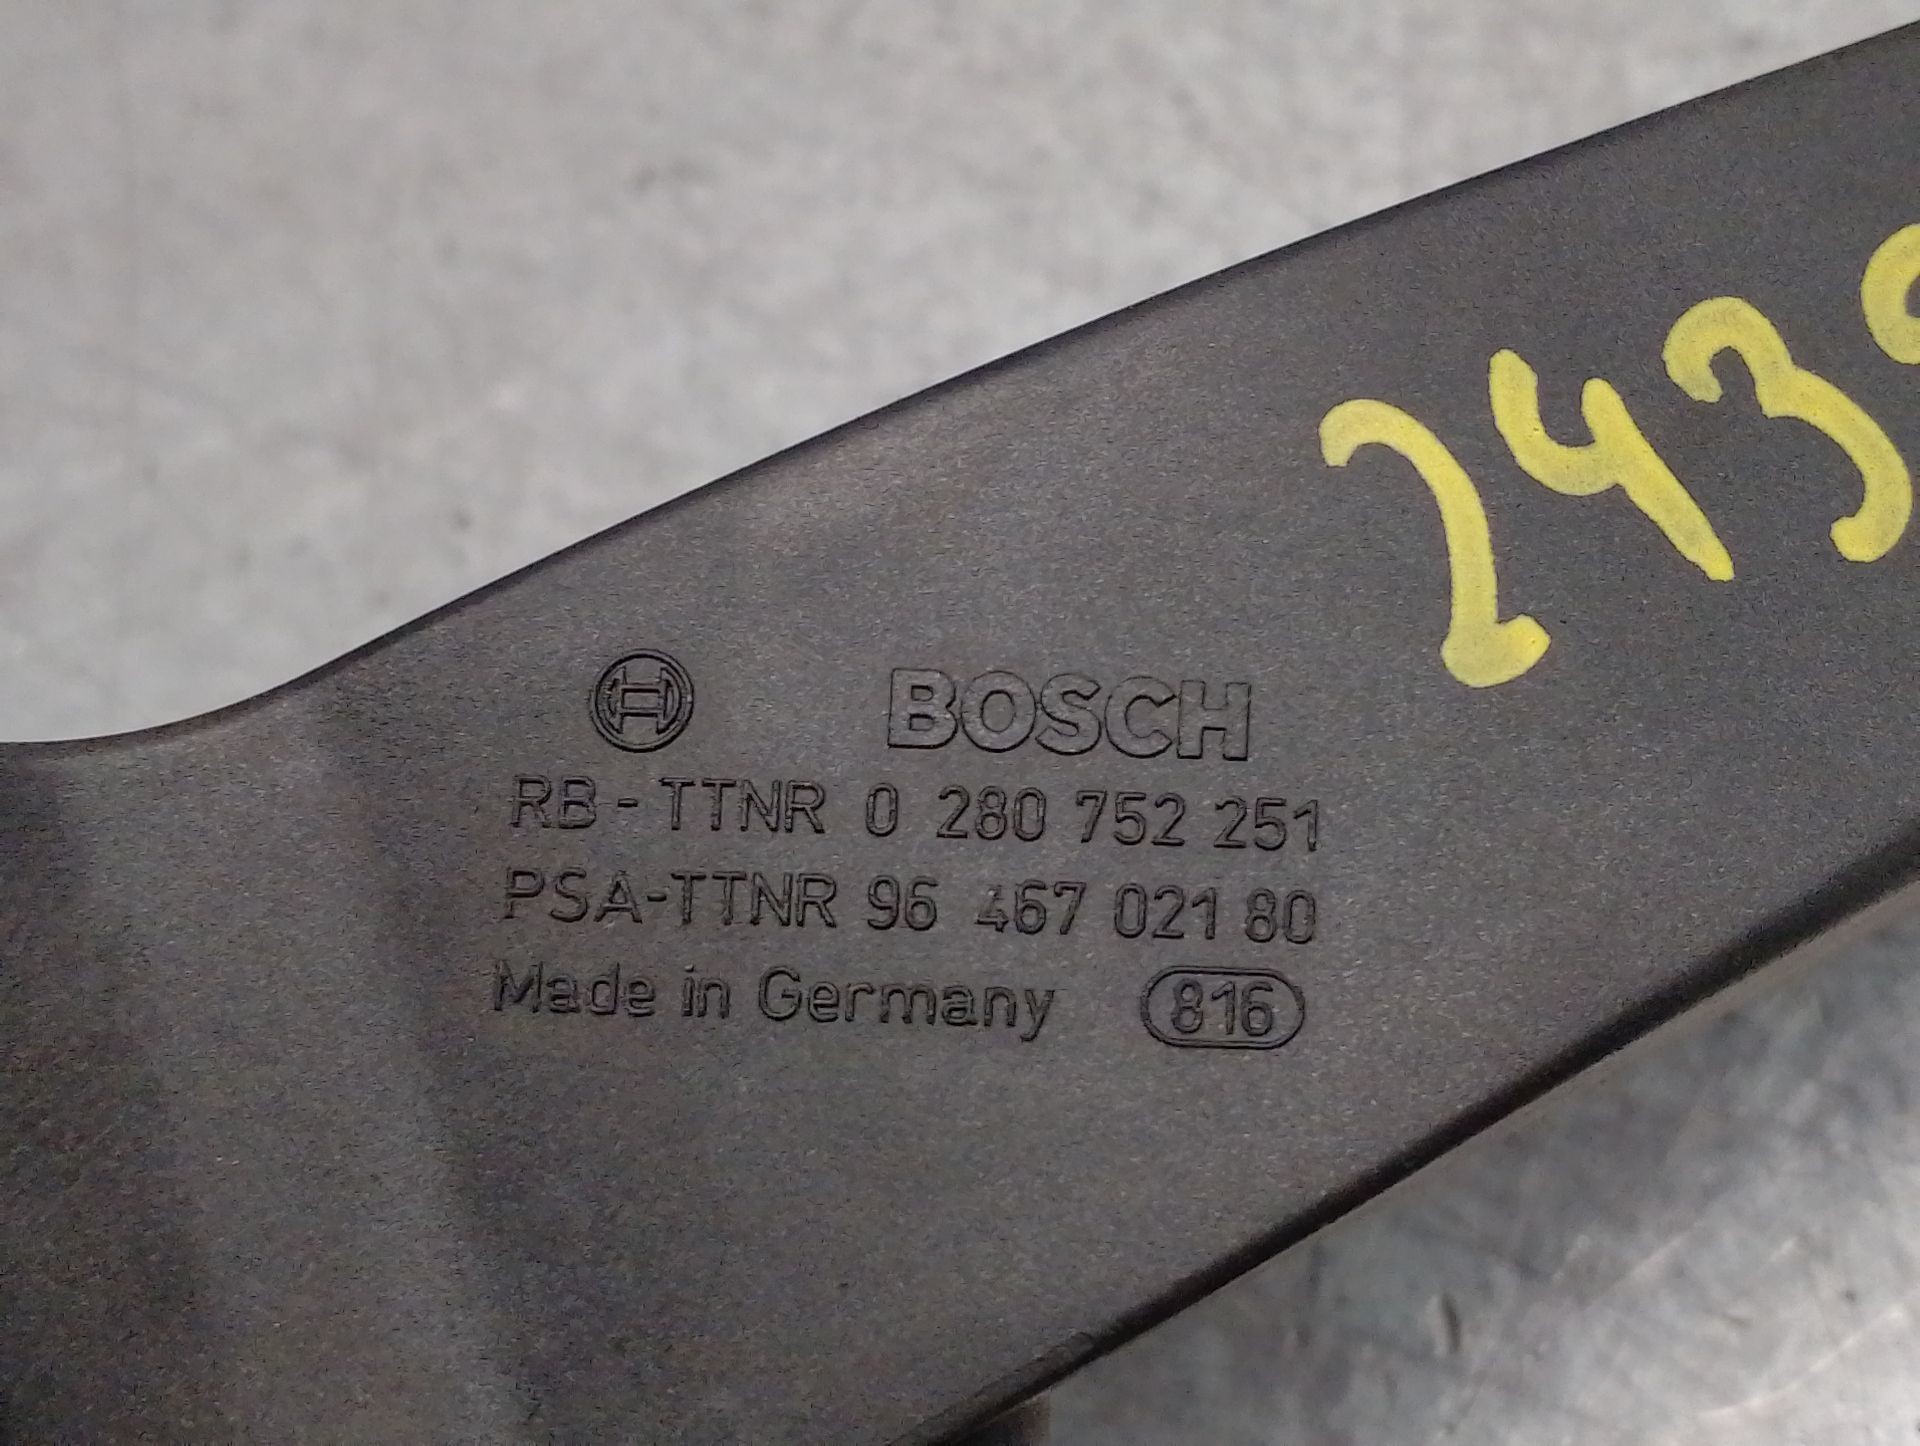 BOSCH
RB-TTNR 0 280 752 251
PSA-TTNR 96 467 021 80
Made in Germany 816